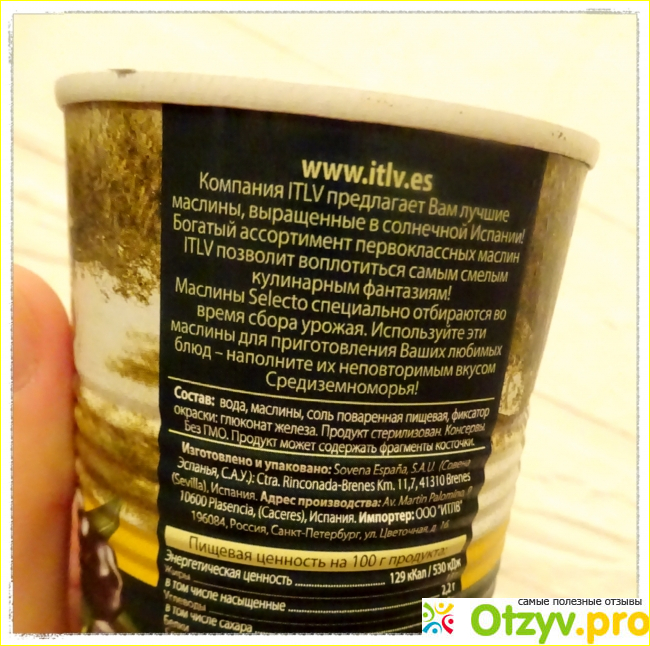 www.itlv.es
Компания ITLV предлагает Вам лучшие
маслины, выращенные в солнечной Испании!
Богатый ассортимент первоклассных маслин
ITLV позволит воплотиться самым смелым
кулинарным фантазиям!
Маслины Selecto специально отбираются во
время сбора урожая. Используйте эти
маслины для приготовления Ваших любимых
блюд – наполните их неповторимым вкусом
Средиземноморья!
Состав: вода, маслины, соль поваренная пищевая, фиксатор
окраски: глюконат железа. Продукт стерилизован. Консервы.
Без ГМО. Продукт может содержать фрагменты косточки.
Изготовлено и упаковано: Sovena España, S.A.U. (Совена
Эспанья, С.А.У.): Ctra. Rinconada-Brenes Km. 11,7, 41310 Brenes
(Sevilla), Испания. Адрес производства: Av. Martin Palomino
10600 Plasencia, (Caceres), Испания. Импортер: ООО "ИТЛВ"
196084, Россия, Санкт-Петербург, ул. Цветочная, д. 16
Пищевая ценность на 100 г продукта:
Энергетическая ценность 129 кКал / 530 кДж
Жиры
в том числе насыщенные 2,2 г
Углеводы
в том числе сахара
Белки
самые полезные отзывы
Otzyv.pro